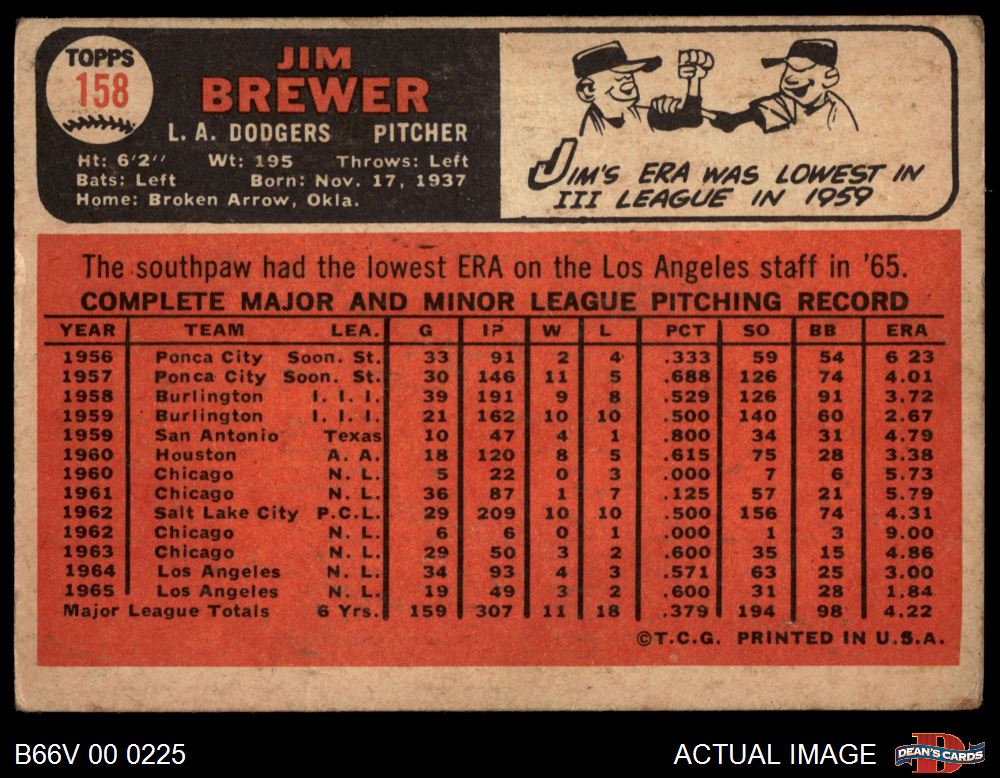 TOPPS
158
JIM
BREWER
L. A. DODGERS PITCHER
Ht: 6'2" Wt: 195 Throws: Left
Bats: Left Born: Nov. 17, 1937
Home: Broken Arrow, Okla.
JIM'S ERA WAS LOWEST IN
III LEAGUE IN 1959
The southpaw had the lowest ERA on the Los Angeles staff in '65.
COMPLETE MAJOR AND MINOR LEAGUE PITCHING RECORD
YEAR TEAM LEA. G IP W L PCT SO BB ERA
1956 Ponca City Soon. St. 33 91 2 4 .333 59 54 6 23
1957 Ponca City Soon. St. 30 146 11 5 .688 126 74 4.01
1958 Burlington I. I. I. 39 191 9 8 .529 126 91 3.72
1959 Burlington I. I. I. 21 162 10 10 .500 140 60 2.67
1959 San Antonio Texas 10 47 4 1 .800 34 31 4.79
1960 Houston A. A. 18 120 8 5 .615 75 28 3.38
1960 Chicago N. L. 5 22 0 3 .000 7 6 5.73
1961 Chicago N. L. 36 87 1 7 .125 57 21 5.79
1962 Salt Lake City P.C.L. 29 209 10 10 .500 156 74 4.31
1962 Chicago N. L. 6 6 0 1 .000 1 3 9.00
1963 Chicago N. L. 29 50 3 2 .600 35 15 4.86
1964 Los Angeles N. L. 34 93 4 3 .571 63 25 3.00
1965 Los Angeles N. L. 19 49 3 2 .600 31 28 1.84
Major League Totals 6 Yrs. 159 307 11 18 .379 194 98 4.22
©T.C.G. PRINTED IN U.S.A.
B66V 00 0225 ACTUAL IMAGE DEAN'S CARDS